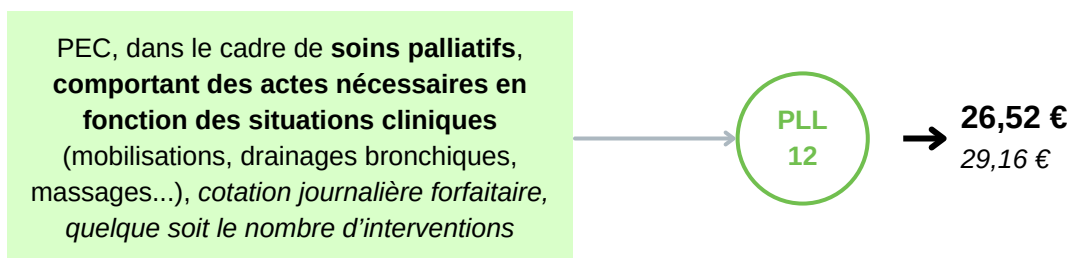 PEC, dans le cadre de soins palliatifs,
comportant des actes nécessaires en
fonction des situations cliniques
(mobilisations, drainages bronchiques,
massages...), cotation journalière forfaitaire,
quelque soit le nombre d’interventions
PLL
12
26,52 €
29,16 €